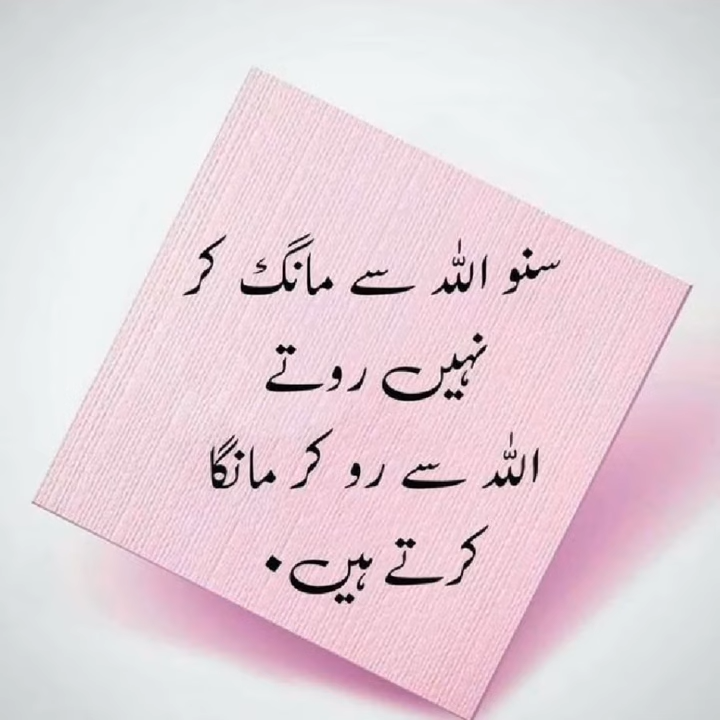 سنو اللہ سے مانگ کر
نہیں روتے
اللہ سے رو کر مانگا
کرتے ہیں.